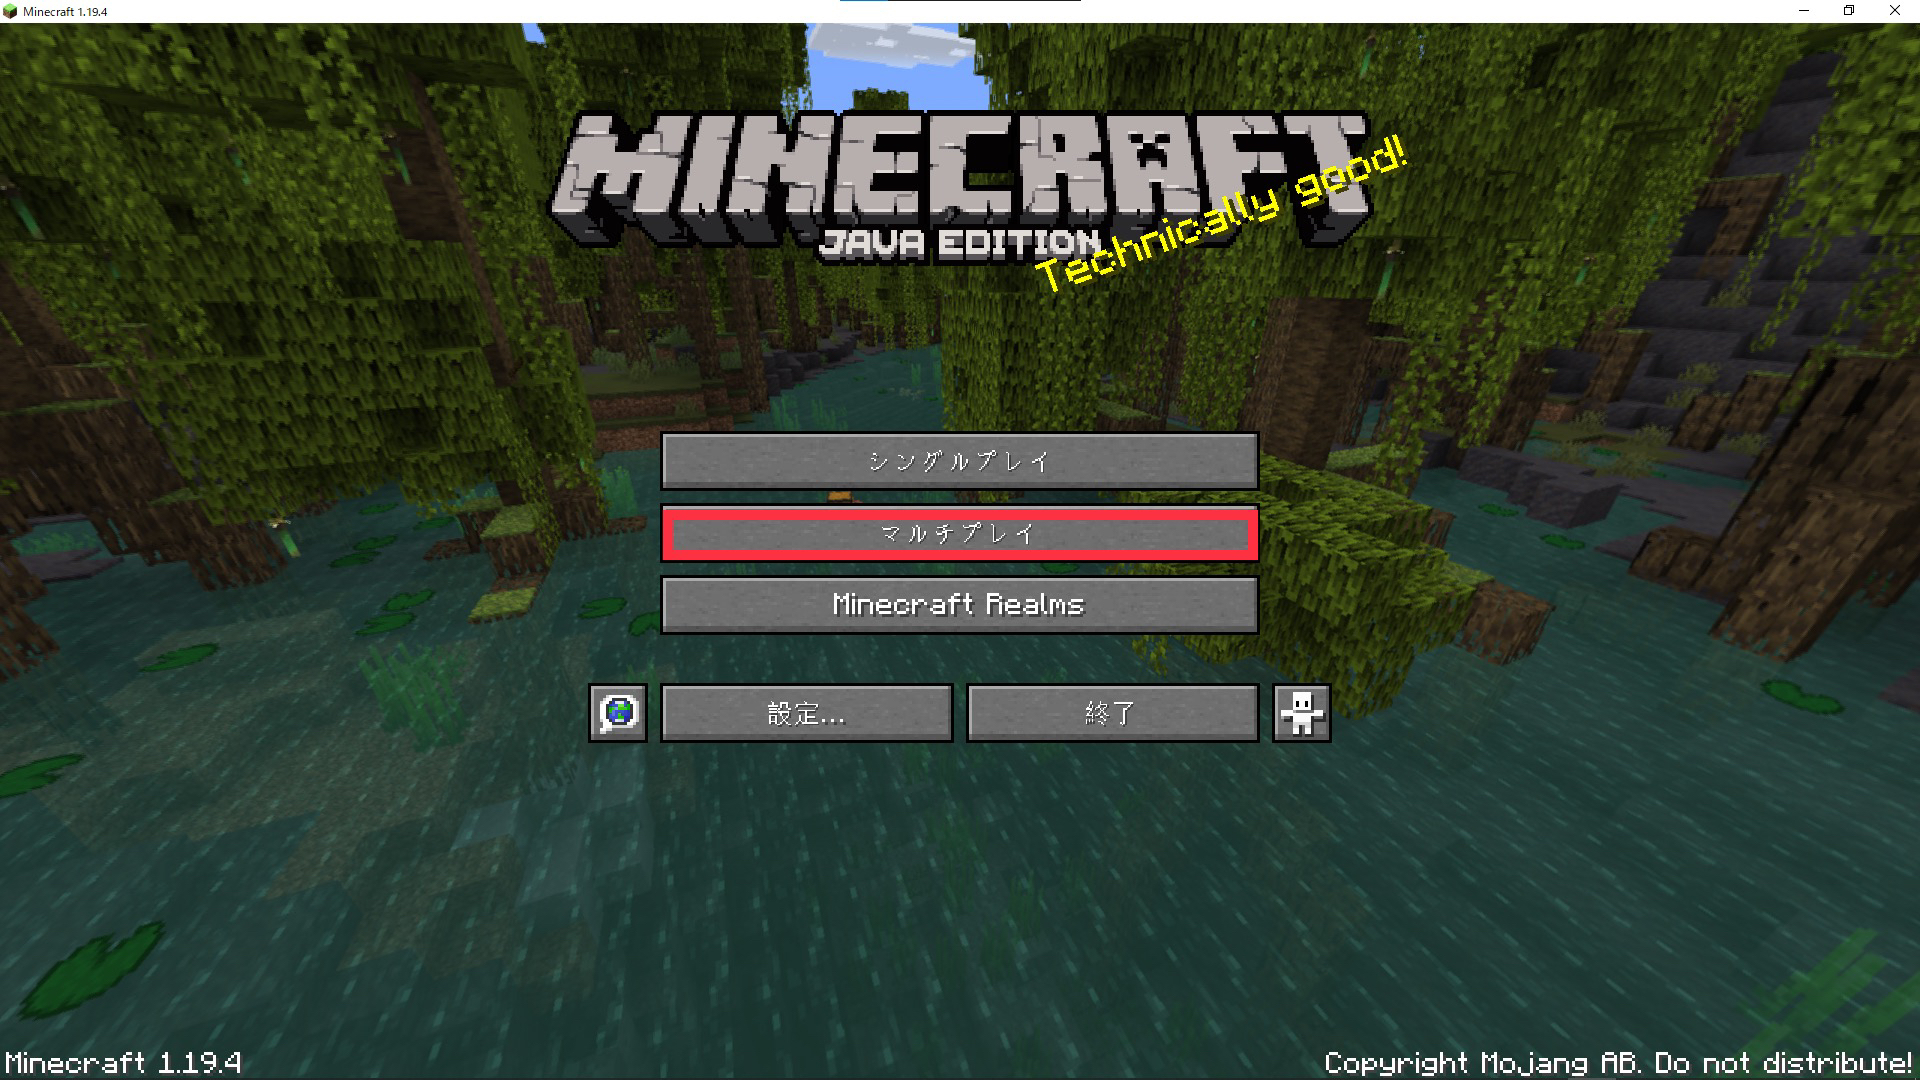 Minecraft 1.19.4
MINECRAFT
JAVA EDITION
Technically good!
シングルプレイ
マルチプレイ
Minecraft Realms
設定...
終了
Minecraft 1.19.4
Copyright Mojang AB. Do not distribute!